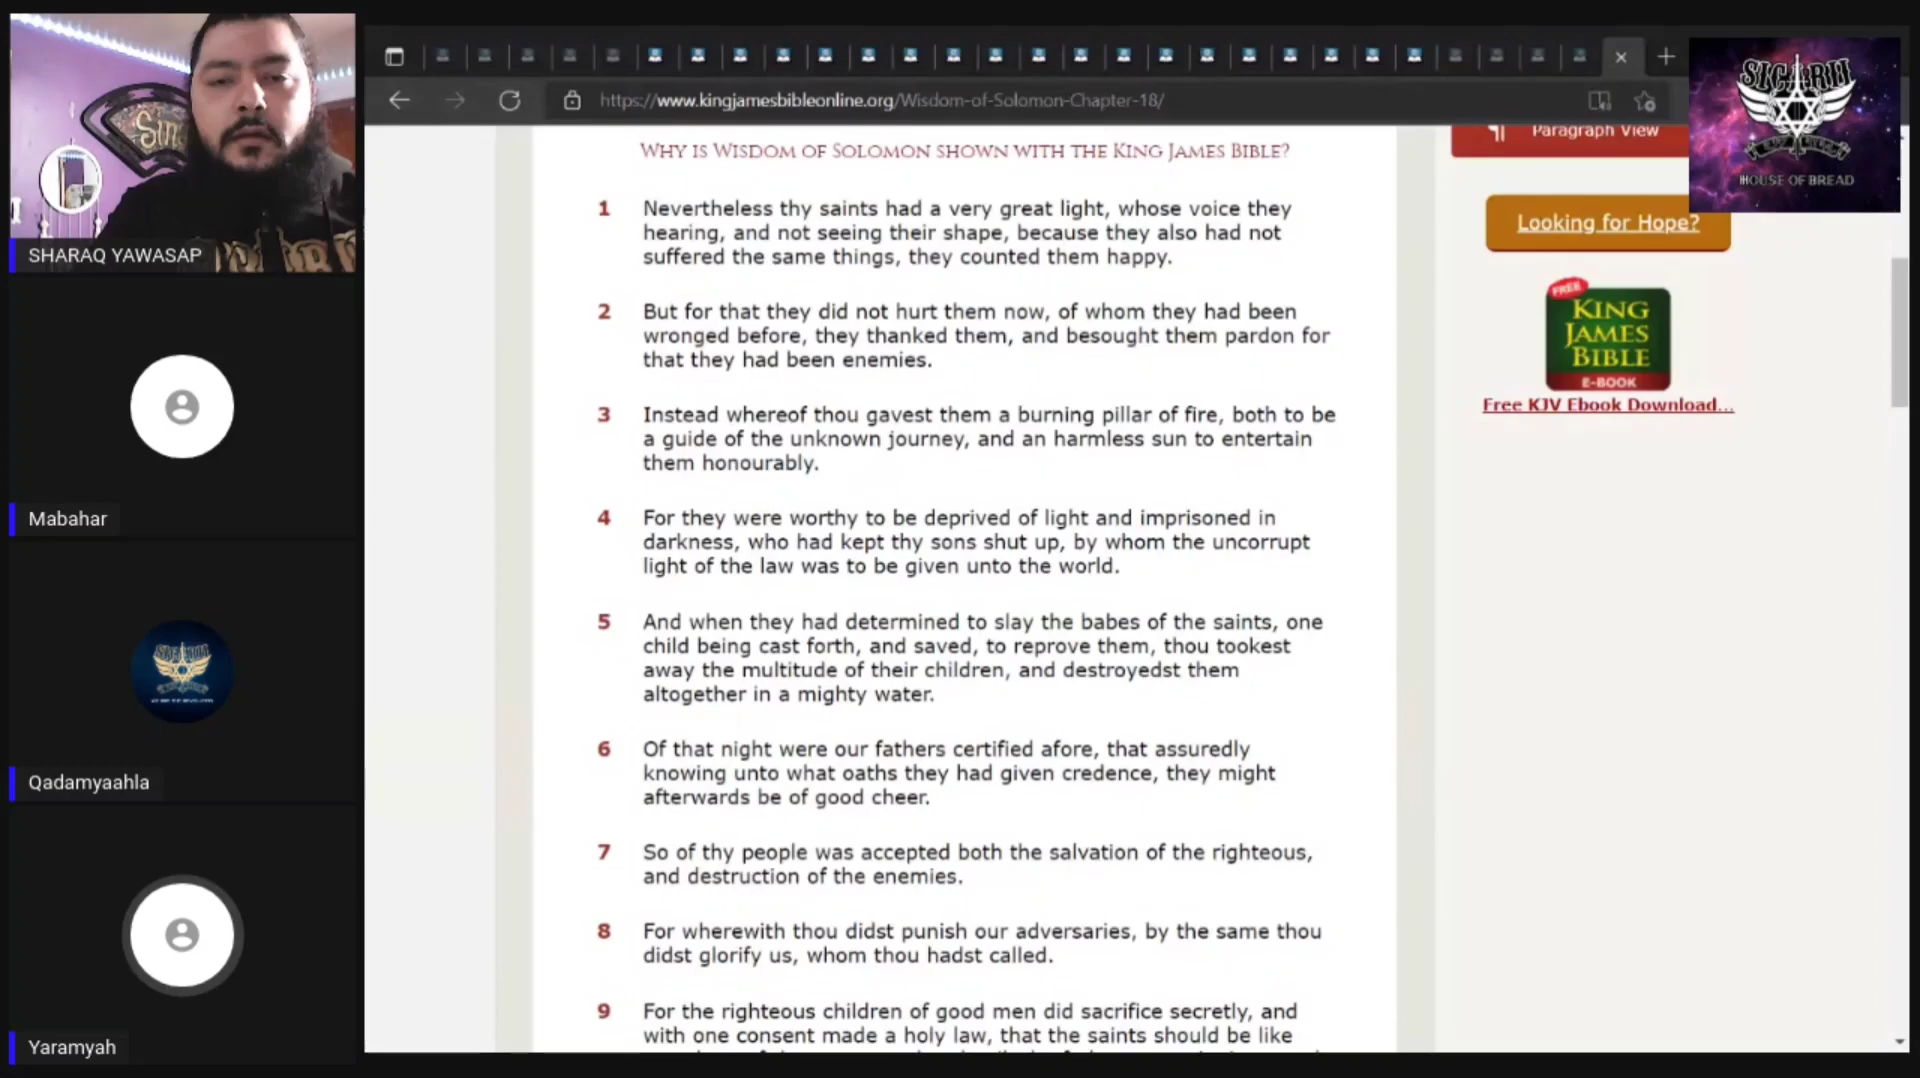 SHARAQ YAWASAP
Mabahar
Qadamyaahla
Yaramyah
https://www.kingjamesbibleonline.org/Wisdom-of-Solomon-Chapter-18/
WHY IS WISDOM OF SOLOMON SHOWN WITH THE KING JAMES BIBLE?
1 Nevertheless thy saints had a very great light, whose voice they
hearing, and not seeing their shape, because they also had not
suffered the same things, they counted them happy.
2 But for that they did not hurt them now, of whom they had been
wronged before, they thanked them, and besought them pardon for
that they had been enemies.
3 Instead whereof thou gavest them a burning pillar of fire, both to be
a guide of the unknown journey, and an harmless sun to entertain
them honourably.
4 For they were worthy to be deprived of light and imprisoned in
darkness, who had kept thy sons shut up, by whom the uncorrupt
light of the law was to be given unto the world.
5 And when they had determined to slay the babes of the saints, one
child being cast forth, and saved, to reprove them, thou tookest
away the multitude of their children, and destroyedst them
altogether in a mighty water.
6 Of that night were our fathers certified afore, that assuredly
knowing unto what oaths they had given credence, they might
afterwards be of good cheer.
7 So of thy people was accepted both the salvation of the righteous,
and destruction of the enemies.
8 For wherewith thou didst punish our adversaries, by the same thou
didst glorify us, whom thou hadst called.
9 For the righteous children of good men did sacrifice secretly, and
with one consent made a holy law, that the saints should be like
¶ Paragraph View
Looking for Hope?
FREE
KING
JAMES
BIBLE
E-BOOK
Free KJV Ebook Download...
SICARII
HOUSE OF BREAD